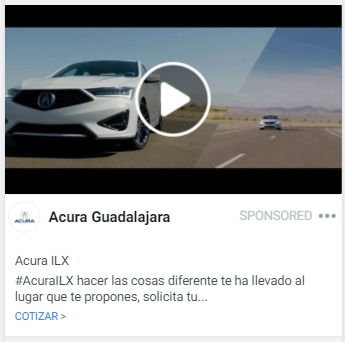 ACURA
Acura Guadalajara
SPONSORED
Acura ILX
#AcuraILX hacer las cosas diferente te ha llevado al
lugar que te propones, solicita tu...
COTIZAR >